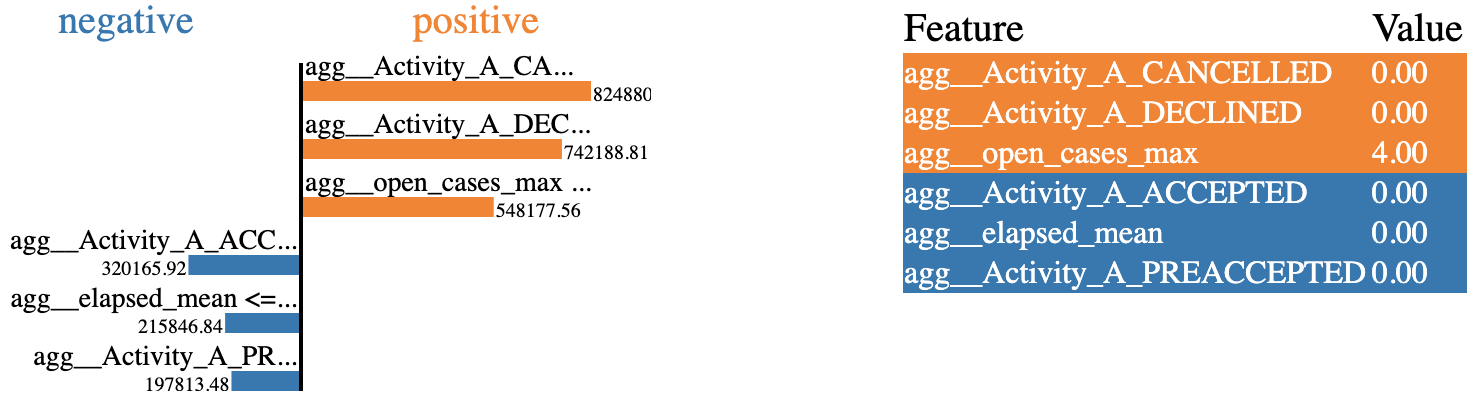 negative
positive
agg__Activity_A_CA...
824880
agg__Activity_A_DEC...
742188.81
agg__open_cases_max ...
548177.56
agg__Activity_A_ACC...
320165.92
agg__elapsed_mean <=...
215846.84
agg__Activity_A_PR...
197813.48
Feature Value
agg__Activity_A_CANCELLED 0.00
agg__Activity_A_DECLINED 0.00
agg__open_cases_max 4.00
agg__Activity_A_ACCEPTED 0.00
agg__elapsed_mean 0.00
agg__Activity_A_PREACCEPTED 0.00